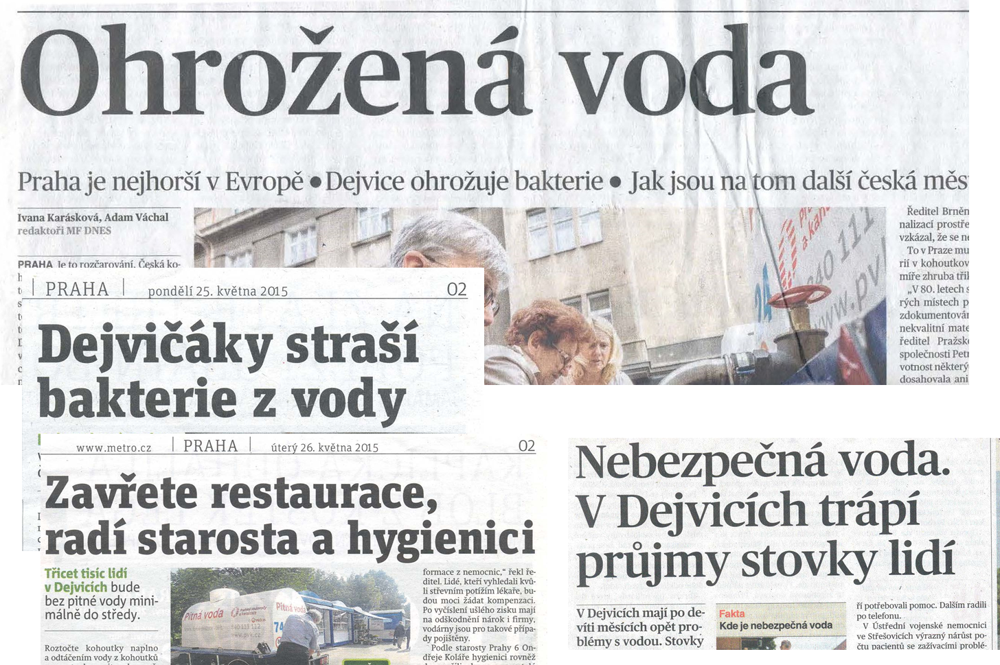 Ohrožená voda
Praha je nejhorší v Evropě ● Dejvice ohrožuje bakterie ● Jak jsou na tom další česká měs
Ivana Karásková, Adam Váchal
redaktoři MF DNES
PRAHA Je to rozčarování. Česká ko-
240 111
www.pv
24
Ředitel Brněn
nalizací prostře
vzkázal, že se ne
To v Praze mu
rií v kohoutkov
míře zhruba třik
„V 80. letech s
rých místech p
zdokumentován
nekvalitní mate
ředitel Pražské
společnosti Petr
votnost některý
dosahovala ani
PRAHA
pondělí 25. května 2015
02
Dejvičáky straší
bakterie z vody
www.metro.cz
PRAHA
úterý 26. května 2015
02
Zavřete restaurace,
radí starosta a hygienici
Třicet tisíc lidí
v Dejvicích bude
bez pitné vody mini-
málně do středy.
Roztočte kohoutky naplno
a odtáčením vody z kohoutků
Pitná voda
Pitná voda
840 111 112
www.pvk.cz
74
formace z nemocnic,“ řekl ře-
ditel. Lidé, kteří vyhledali kvů-
li střevním potížím lékaře, bu-
dou moci žádat kompenzaci.
Po vyčíslení ušlého zisku mají
na odškodnění nárok i firmy,
vodárny jsou pro takové přípa-
dy pojištěny.
Podle starosty Prahy 6 On-
dřeje Koláře hygienici rovněž
Nebezpečná voda.
V Dejvicích trápí
průjmy stovky lidí
V Dejvicích mají po de-
víti měsících opět pro-
blémy s vodou. Stovky
Fakta
Kde je nebezpečná voda
ří potřebovali pomoc. Dalším radili
po telefonu.
V Ústřední vojenské nemocnici
ve Střešovicích výrazný nárůst po-
čtu pacientů se zažívacími problé-